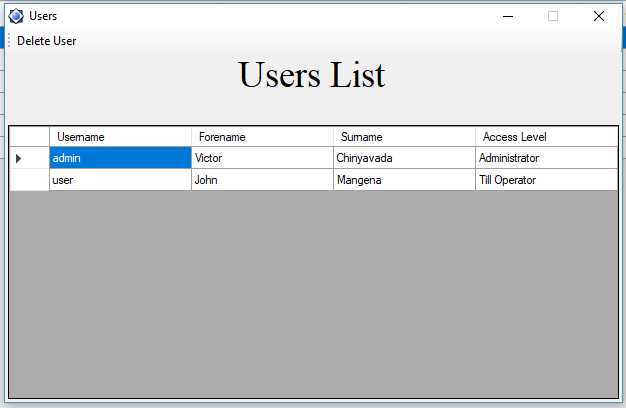 Users
Delete User
Users List
Username Forename Surname Access Level
admin Victor Chinyavada Administrator
user John Mangena Till Operator